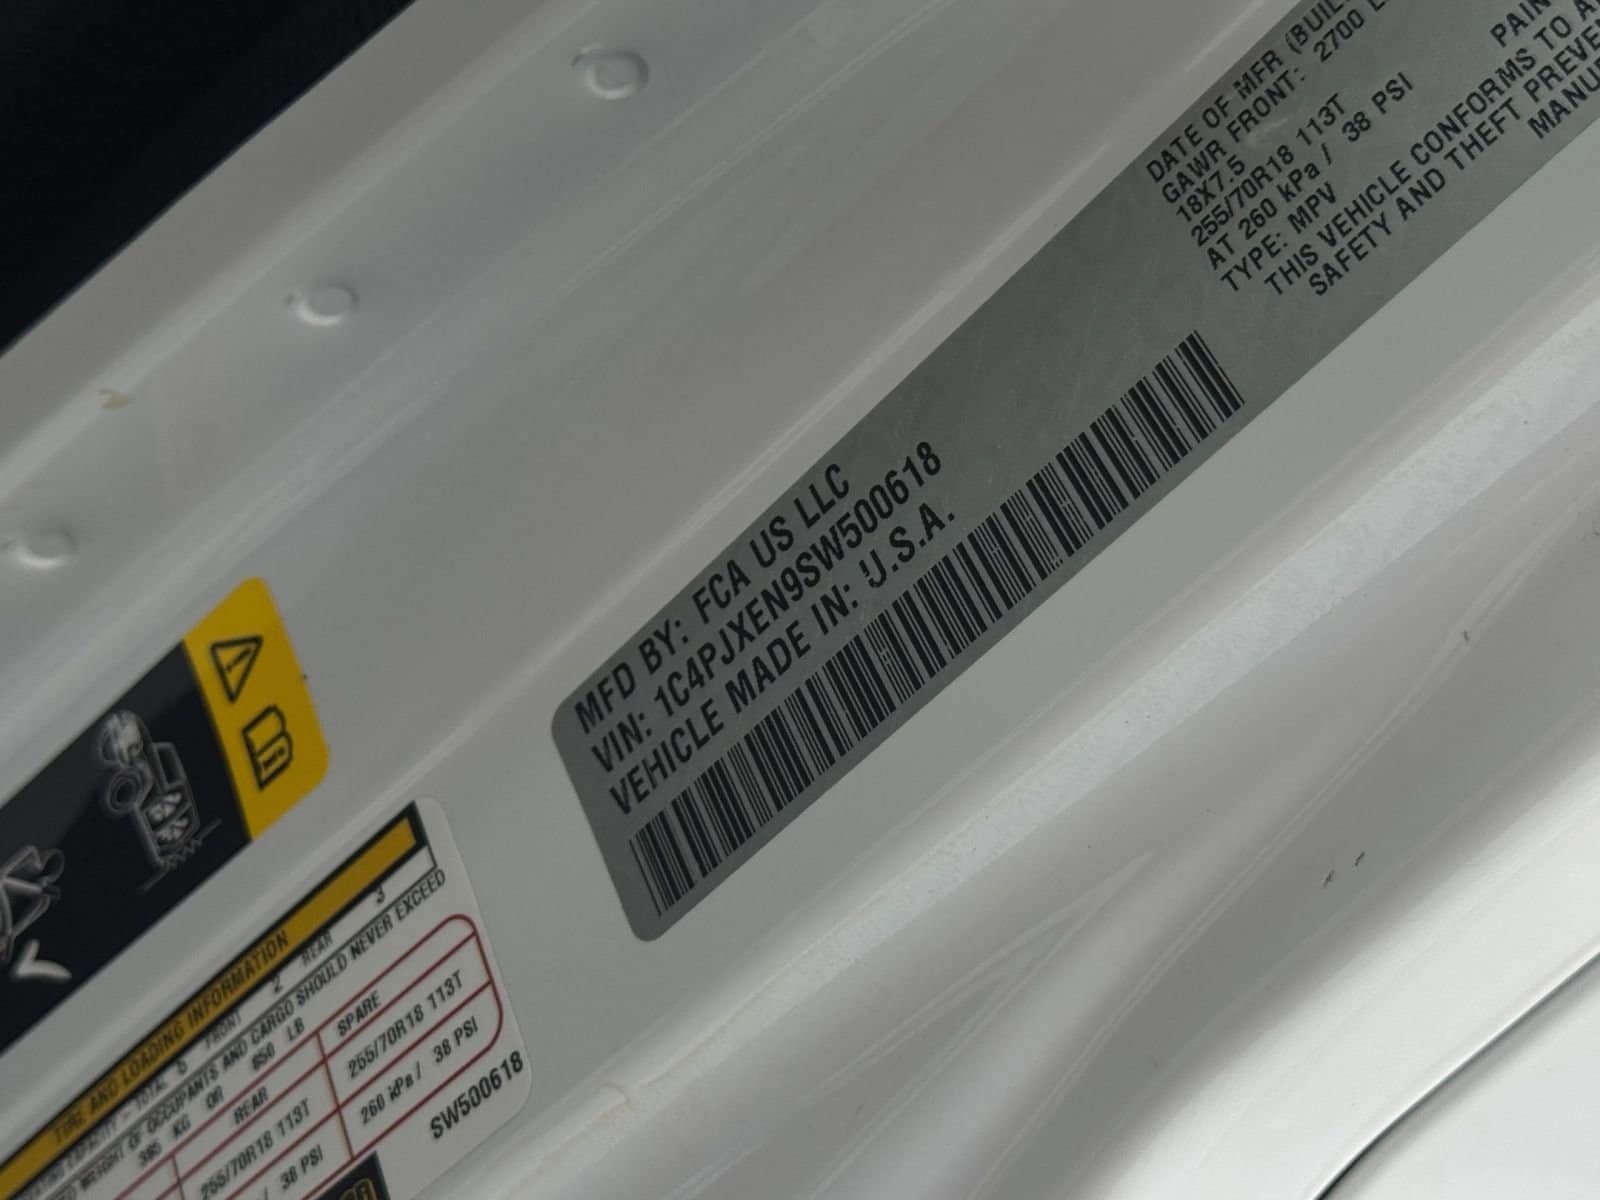 MFD BY: FCA US LLC
VIN: 1C4PJXEN9SW500618
VEHICLE MADE IN: U.S.A.
DATE OF MFR (BUIL
GAWR FRONT: 2700 L
18X7.5
255/70R18 113T
AT 260 kPa / 38 PSI
TYPE: MPV
PAIN
THIS VEHICLE CONFORMS TO A
SAFETY AND THEFT PREVE
MANU
TIRE AND LOADING INFORMATION
CAPACITY - TOTAL 5 FRONT 2 REAR 3
WEIGHT OF OCCUPANTS AND CARGO SHOULD NEVER EXCEED
385 KG OR 850 LB
REAR SPARE
255/70R18 113T 255/70R18 113T
/ 38 PSI 260 kPa / 38 PSI
SW500618